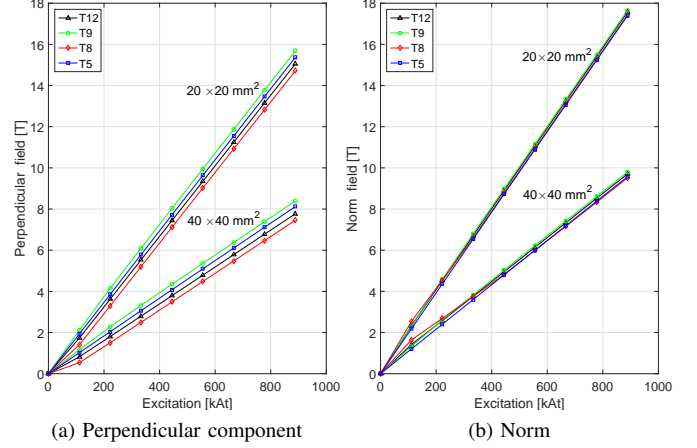 18
16
14
12
10
8
6
4
2
0
0 200 400 600 800 1000
Perpendicular field [T]
Excitation [kAt]
T12
T9
T8
T5
20 ×20 mm²
40×40 mm²
(a) Perpendicular component
18
16
14
12
10
8
6
4
2
0
0 200 400 600 800 1000
Norm field [T]
Excitation [kAt]
T12
T9
T8
T5
20×20 mm²
40×40 mm²
(b) Norm